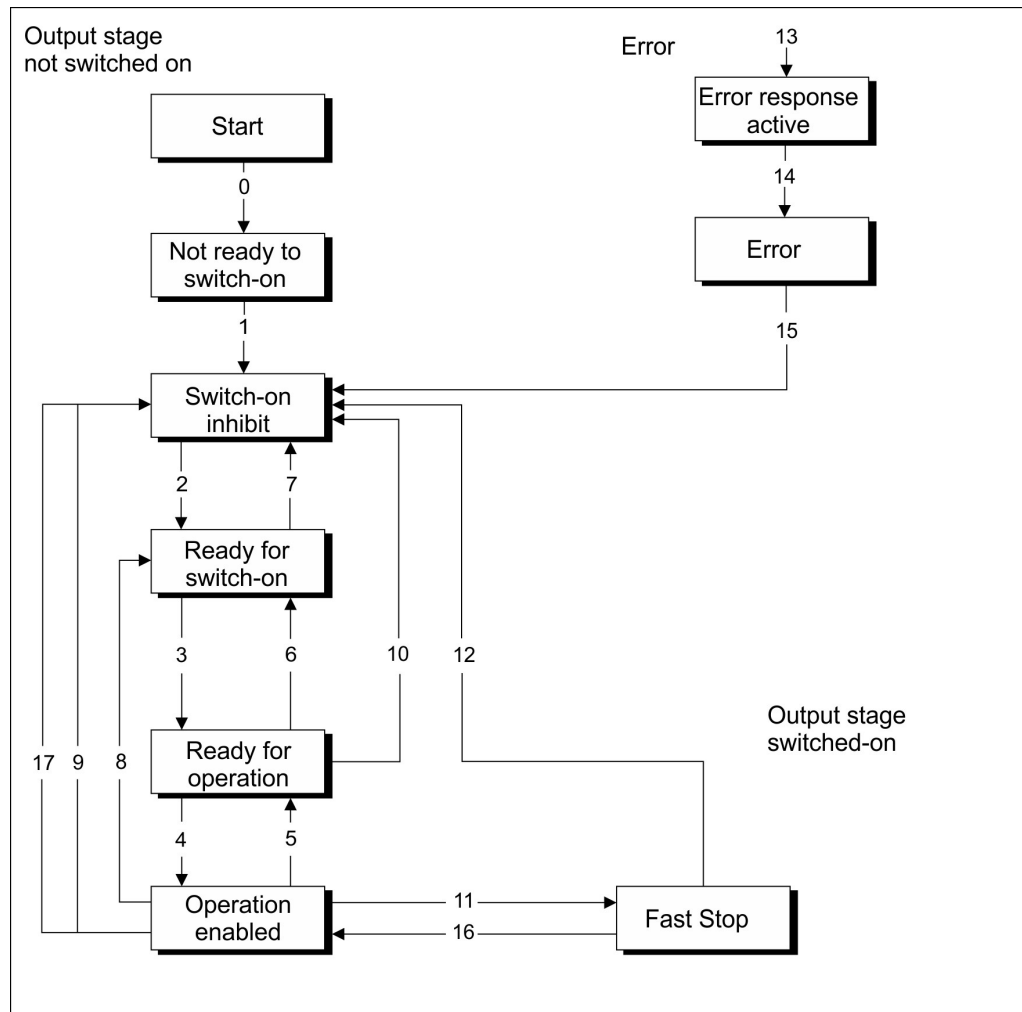 Output stage
not switched on
Error
13
Error response
active
Start
14
0
Not ready to
switch-on
Error
1
15
Switch-on
inhibit
2
7
Ready for
switch-on
3
6
10
12
Output stage
switched-on
Ready for
operation
17
9
8
4
5
Operation
enabled
11
16
Fast Stop